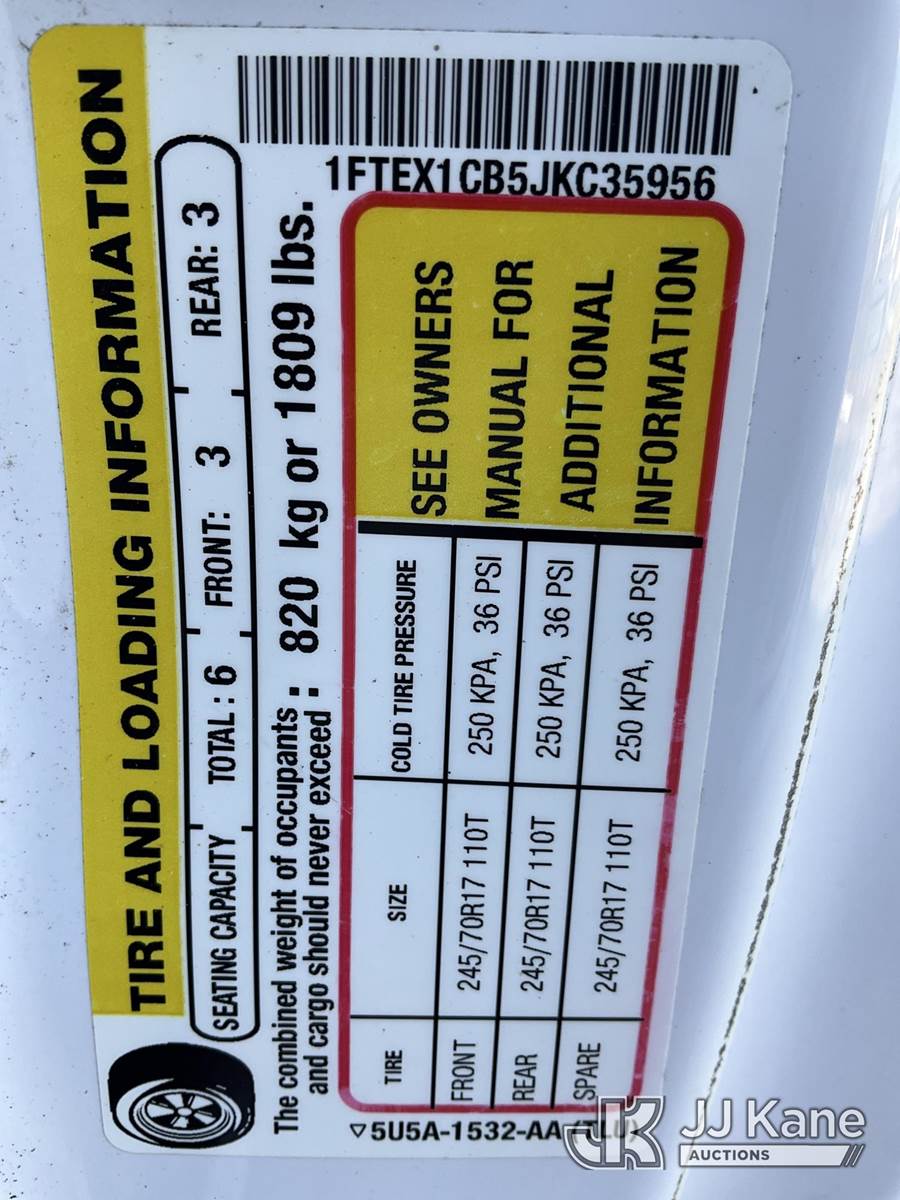 TIRE AND LOADING INFORMATION
SEATING CAPACITY TOTAL: 6 FRONT: 3 REAR: 3
The combined weight of occupants and cargo should never exceed : 820 kg or 1809 lbs.
TIRE SIZE COLD TIRE PRESSURE
FRONT 245/70R17 110T 250 KPA, 36 PSI
REAR 245/70R17 110T 250 KPA, 36 PSI
SPARE 245/70R17 110T 250 KPA, 36 PSI
SEE OWNERS
MANUAL FOR
ADDITIONAL
INFORMATION
1FTEX1CB5JKC35956
5U5A-1532-AA (TLU)
JK JJ Kane
AUCTIONS